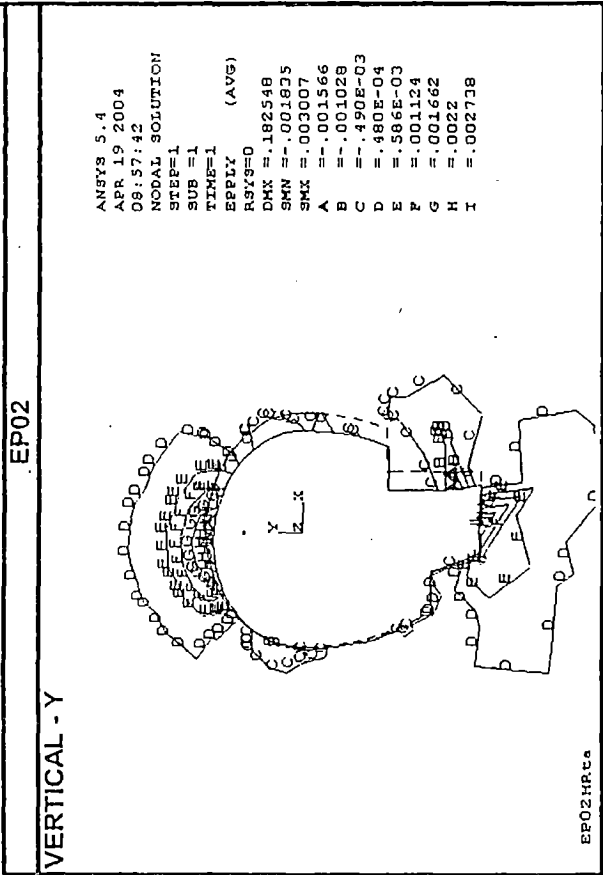 EP02
VERTICAL - Y
ANSYS 5.4
APR 19 2004
08:57:42
NODAL SOLUTION
STEP=1
SUB =1
TIME=1
EPPLY (AVG)
RSYS=0
DMX =.182548
SMN =-.001835
SMX =.003007
A =-.001566
B =-.001028
C =-.490E-03
D =.480E-04
E =.586E-03
F =.001124
G =.001662
H =.0022
I =.002738
Y
Z X
EP02HRta